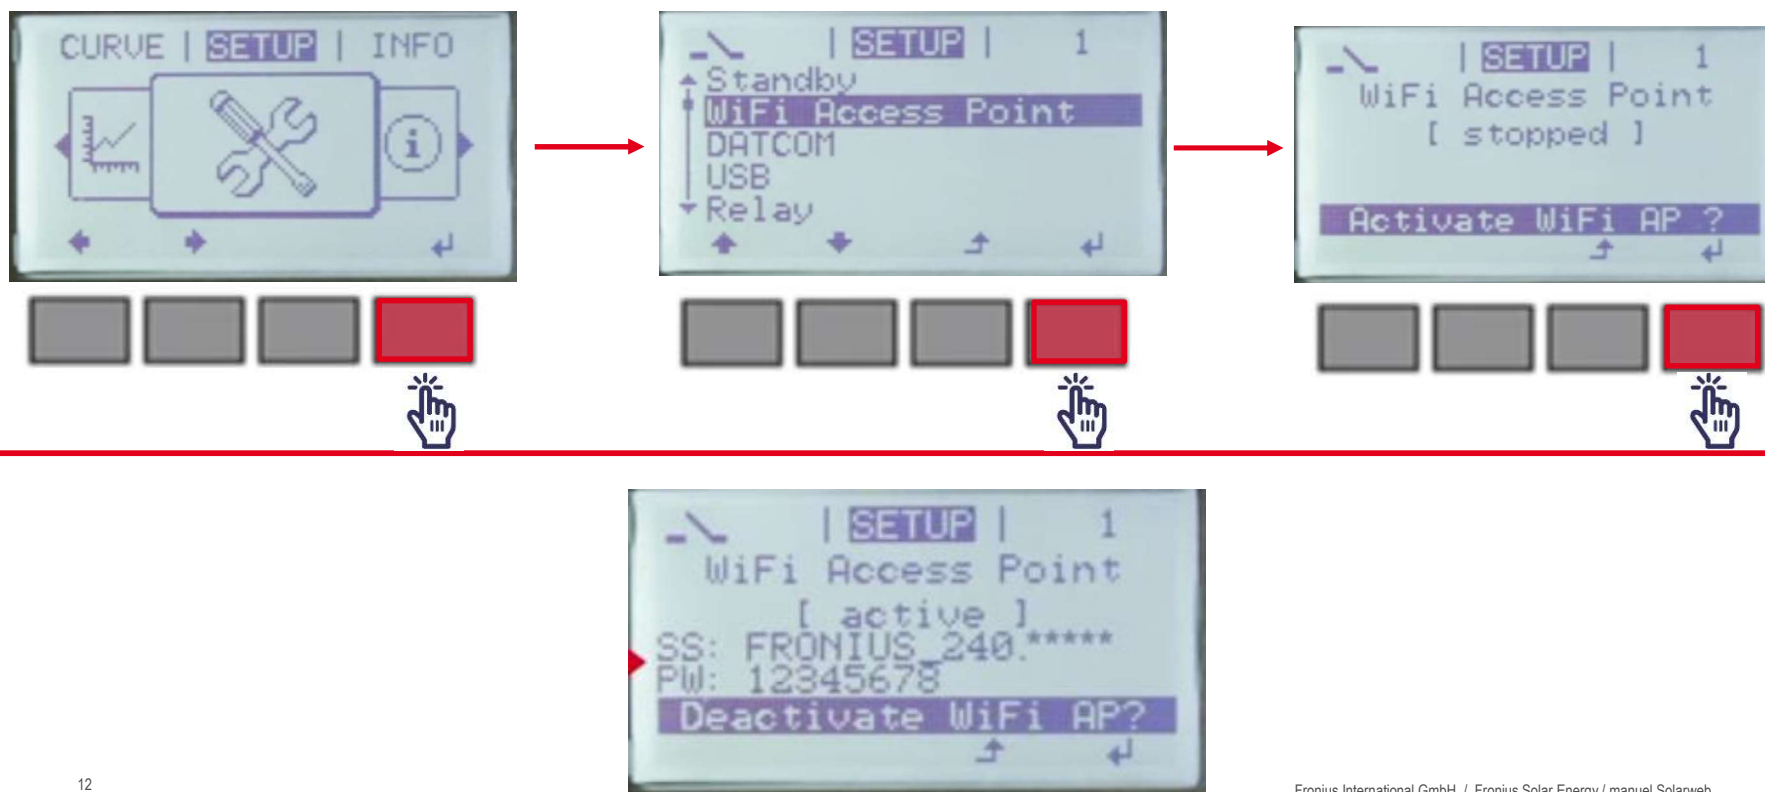 CURVE | SETUP | INFO
| SETUP | 1
Standby
WiFi Access Point
DATCOM
USB
Relay
| SETUP | 1
WiFi Access Point
[ stopped ]
Activate WiFi AP ?
| SETUP | 1
WiFi Access Point
[ active ]
SS: FRONIUS_240.*****
PW: 12345678
Deactivate WiFi AP?
12
Fronius International GmbH / Fronius Solar Energy / manuel Solarweb